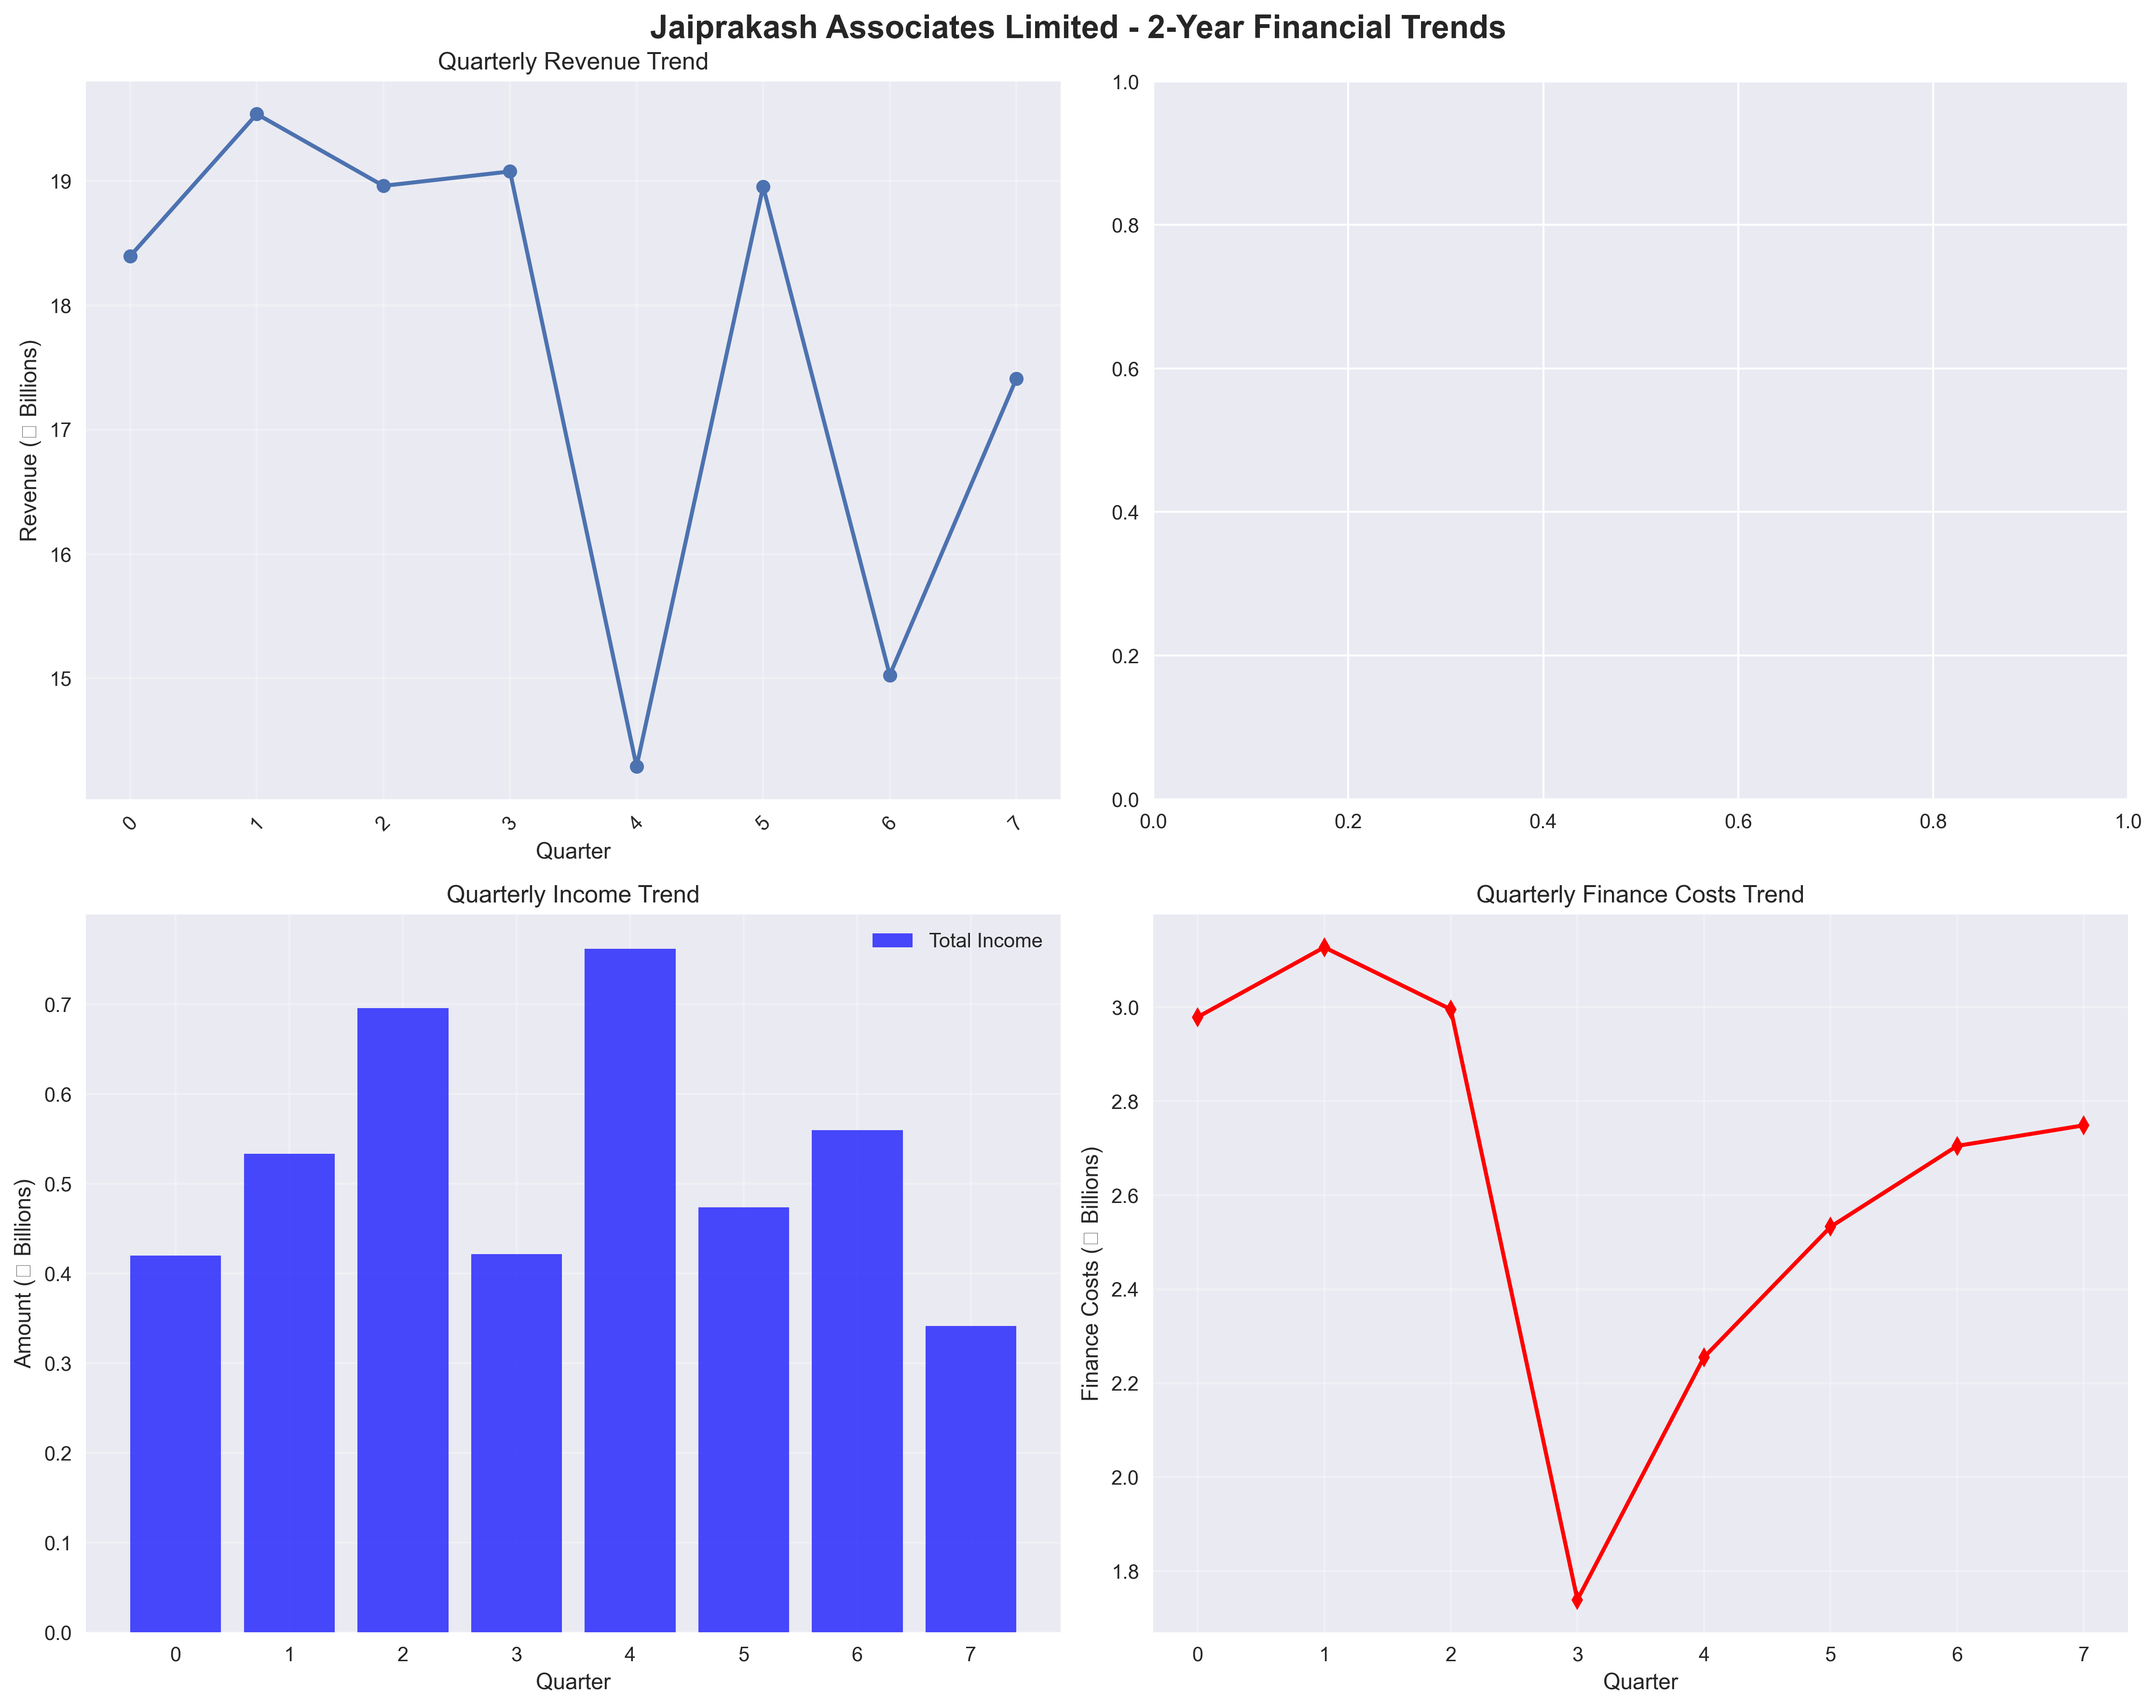 Jaiprakash Associates Limited - 2-Year Financial Trends
Quarterly Revenue Trend
Revenue (□ Billions)
19
18
17
16
15
0 1 2 3 4 5 6 7
Quarter
1.0
0.8
0.6
0.4
0.2
0.0
0.0 0.2 0.4 0.6 0.8 1.0
Quarterly Income Trend
Total Income
Amount (□ Billions)
0.7
0.6
0.5
0.4
0.3
0.2
0.1
0.0
0 1 2 3 4 5 6 7
Quarter
Quarterly Finance Costs Trend
Finance Costs (□ Billions)
3.0
2.8
2.6
2.4
2.2
2.0
1.8
0 1 2 3 4 5 6 7
Quarter